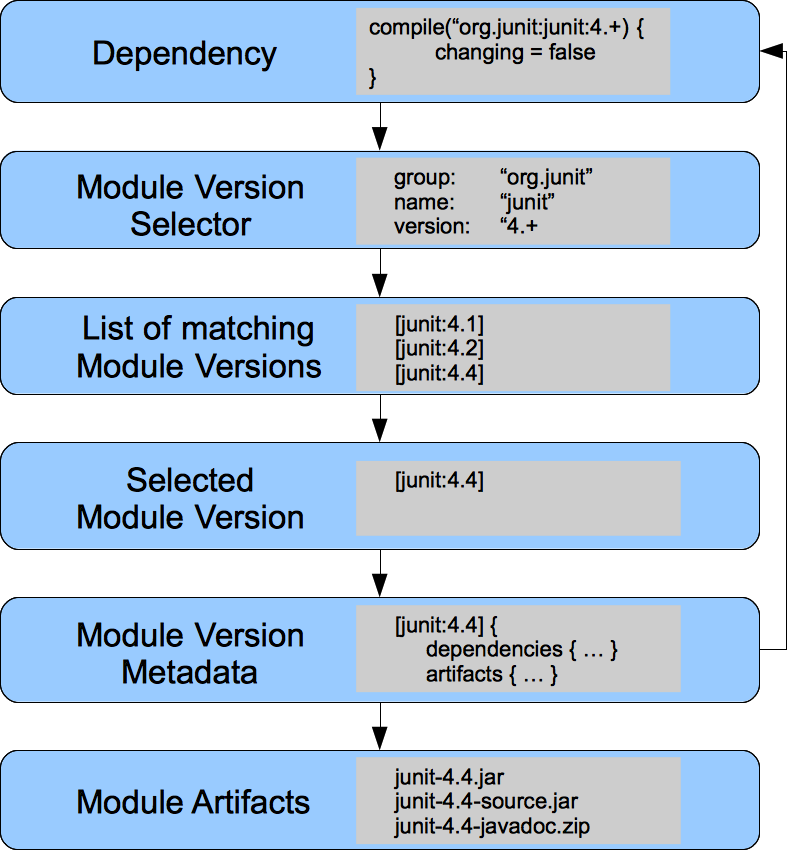 Dependency
compile(“org.junit:junit:4.+) {
changing = false
}
Module Version
Selector
group: “org.junit”
name: “junit”
version: “4.+
List of matching
Module Versions
[junit:4.1]
[junit:4.2]
[junit:4.4]
Selected
Module Version
[junit:4.4]
Module Version
Metadata
[junit:4.4] {
dependencies { … }
artifacts { … }
Module Artifacts
junit-4.4.jar
junit-4.4-source.jar
junit-4.4-javadoc.zip